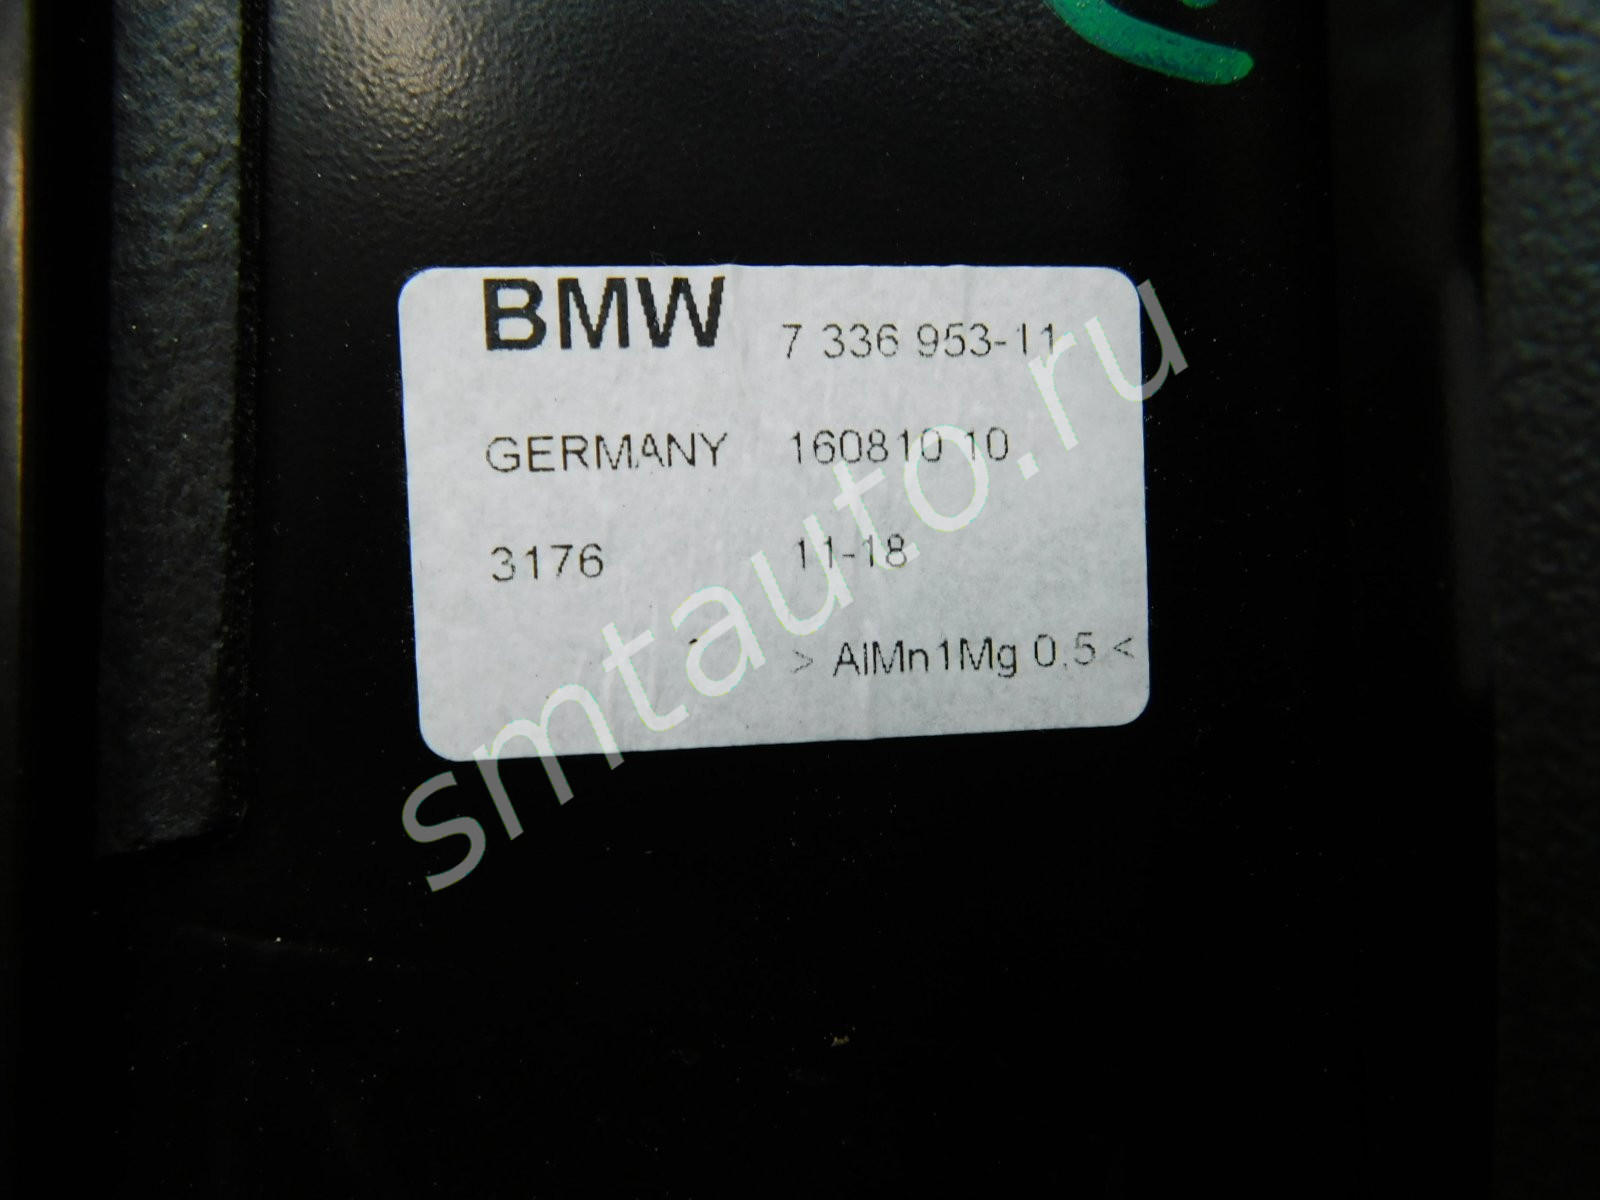 BMW 7 336 953-11
GERMANY 160810 10
3176 11-18
> AlMn1Mg 0,5 <
smtauto.ru